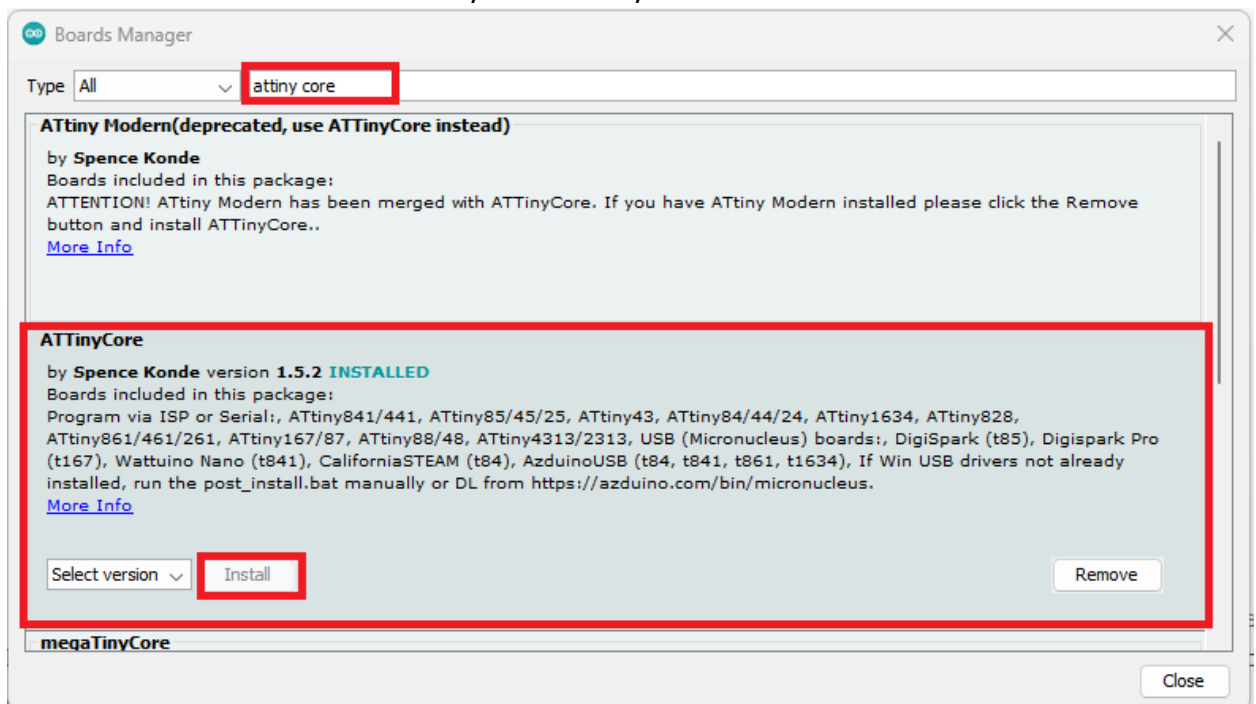 Boards Manager
Type All attiny core
ATtiny Modern(deprecated, use ATTinyCore instead)
by Spence Konde
Boards included in this package:
ATTENTION! ATtiny Modern has been merged with ATTinyCore. If you have ATtiny Modern installed please click the Remove
button and install ATTinyCore..
More Info
ATTinyCore
by Spence Konde version 1.5.2 INSTALLED
Boards included in this package:
Program via ISP or Serial:, ATtiny841/441, ATtiny85/45/25, ATtiny43, ATtiny84/44/24, ATtiny1634, ATtiny828,
ATtiny861/461/261, ATtiny167/87, ATtiny88/48, ATtiny4313/2313, USB (Micronucleus) boards:, DigiSpark (t85), Digispark Pro
(t167), Wattuino Nano (t841), CaliforniaSTEAM (t84), AzduinoUSB (t84, t841, t861, t1634), If Win USB drivers not already
installed, run the post_install.bat manually or DL from https://azduino.com/bin/micronucleus.
More Info
Select version Install Remove
megaTinyCore
Close